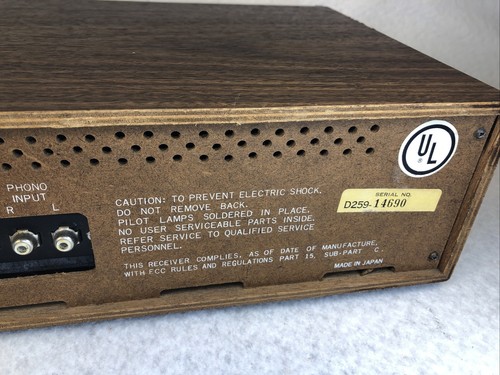 PHONO
INPUT
R L
CAUTION: TO PREVENT ELECTRIC SHOCK.
DO NOT REMOVE BACK.
PILOT LAMPS SOLDERED IN PLACE.
NO USER SERVICEABLE PARTS INSIDE.
REFER SERVICE TO QUALIFIED SERVICE
PERSONNEL.
THIS RECEIVER COMPLIES, AS OF DATE OF MANUFACTURE,
WITH FCC RULES AND REGULATIONS PART 15, SUB-PART C.
MADE IN JAPAN
UL
®
SERIAL NO.
D259-14690